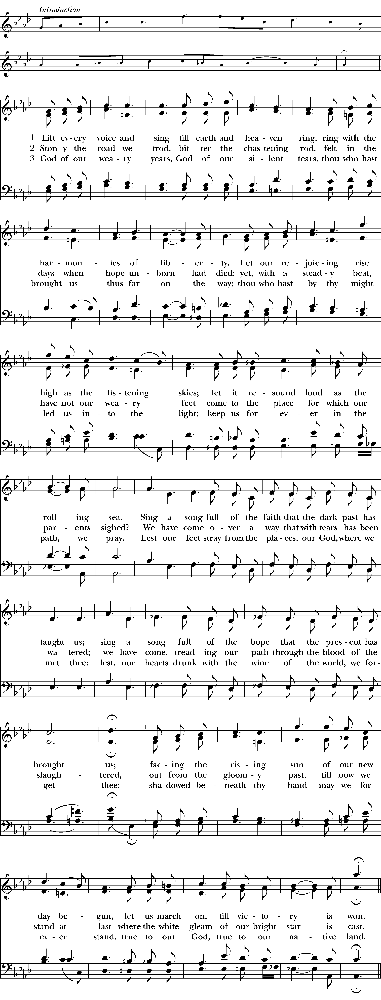 Introduction
1 Lift ev - ery voice and sing till earth and hea - ven ring, ring with the
2 Ston - y the road we trod, bit - ter the chas - tening rod, felt in the
3 God of our wea - ry years, God of our si - lent tears, thou who hast
har - mon - ies of lib - er - ty. Let our re - joic - ing rise
days when hope un - born had died; yet, with a stead - y beat,
brought us thus far on the way; thou who hast by thy might
high as the lis - tening skies; let it re - sound loud as the
have not our wea - ry feet come to the place for which our
led us in - to the light; keep us for ev - er in the
roll - ing sea. Sing a song full of the faith that the dark past has
par - ents sighed? We have come o - ver a way that with tears has been
path, we pray. Lest our feet stray from the pla - ces, our God, where we
taught us; sing a song full of the hope that the pres - ent has
wa - tered; we have come, tread - ing our path through the blood of the
met thee; lest, our hearts drunk with the wine of the world, we for -
brought us; fac - ing the ris - ing sun of our new
slaugh - tered, out from the gloom - y past, till now we
get thee; sha - dowed be - neath thy hand may we for
day be - gun, let us march on, till vic - to - ry is won.
stand at last where the white gleam of our bright star is cast.
ev - er stand, true to our God, true to our na - tive land.